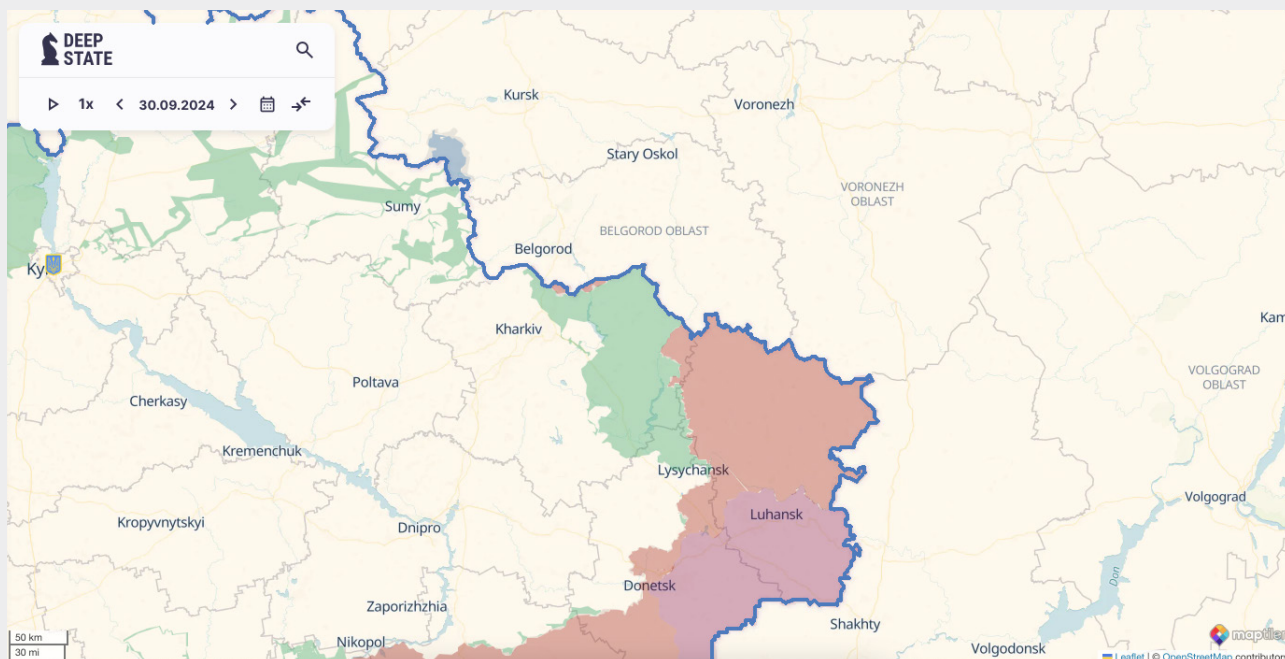 DEEP
STATE
1x
30.09.2024
Kursk
Voronezh
Stary Oskol
VORONEZH
OBLAST
Sumy
BELGOROD OBLAST
Belgorod
Kharkiv
Poltava
Cherkasy
VOLGOGRAD
OBLAST
Kremenchuk
Lysychansk
Volgograd
Luhansk
Kropyvnytskyi
Dnipro
Don
Donetsk
Zaporizhzhia
Shakhty
Nikopol
Volgodonsk
50 km
30 mi
Leaflet | © OpenStreetMap